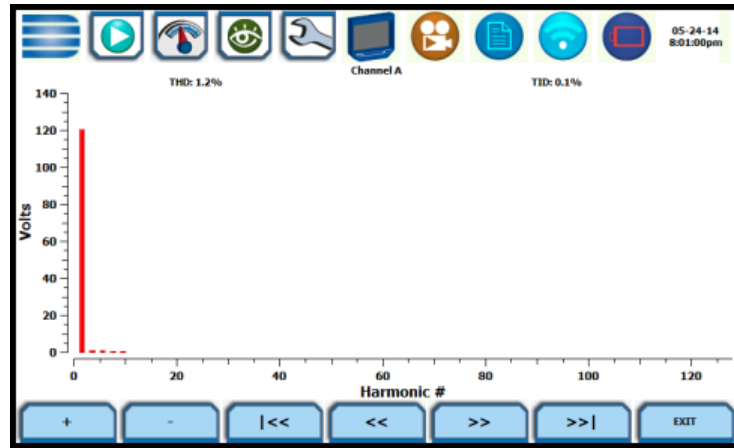 05-24-14
8:01:00pm
Channel A
THD: 1.2%
TID: 0.1%
140
120
100
80
60
40
20
0
Volts
0 20 40 60 80 100 120
Harmonic #
+ - |<< << >> >>| EXIT